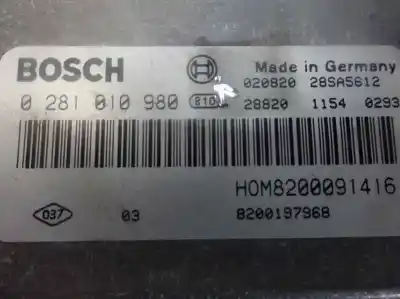 BOSCH
Made in Germany
020820 28SA5612
0 281 010 980
28820 1154 0293
HOM8200091416
037 03 8200197968